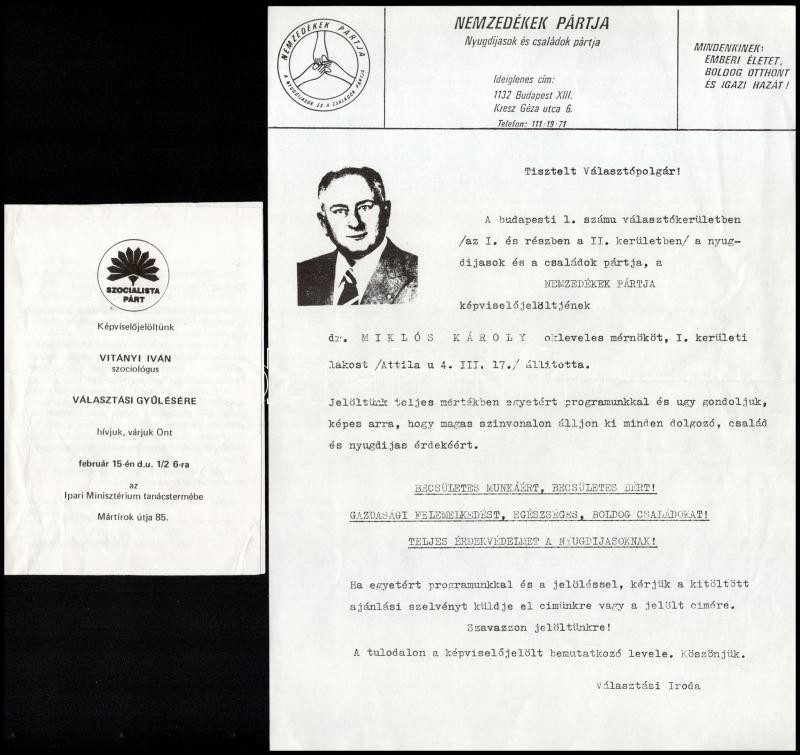 SZOCIALISTA
PÁRT
Képviselőjelöltünk
VITÁNYI IVÁN
szociológus
VÁLASZTÁSI GYŰLÉSÉRE
hívjuk, várjuk Önt
február 15-én d.u. 1/2 6-ra
az
Ipari Minisztérium tanácstermébe
Mártírok útja 85.
NEMZEDÉKEK PÁRTJA
A NYUGDÍJASOK ÉS A CSALÁDOK PÁRTJA
NEMZEDÉKEK PÁRTJA
Nyugdíjasok és családok pártja
Ideiglenes cím:
1132 Budapest XIII.
Kresz Géza utca 6.
Telefon: 111-19-71
MINDENKINEK:
EMBERI ÉLETET,
BOLDOG OTTHONT
ÉS IGAZI HAZÁT!
Tisztelt Választópolgár!
A budapesti 1. számu választókerületben
/az I. és részben a II. kerületben/ a nyug-
dijasok és a családok pártja, a
NEMZEDÉKEK PÁRTJA
képviselőjelöltjének
dr. MIKLÓS KÁROLY okleveles mérnököt, I. kerületi
lakost /Attila u 4. III. 17./ állitotta.
Jelöltünk teljes mértékben egyetért programunkkal és ugy gondoljuk,
képes arra, hogy magas szinvonalon álljon ki minden dolgozó, család
és nyugdijas érdekéért.
BECSÜLETES MUNKÁÉRT, BECSÜLETES BÉRT!
GAZDASÁGI FELEMELKEDÉST, EGÉSZSÉGES, BOLDOG CSALÁDOKAT!
TELJES ÉRDEKVÉDELMET A NYUGDIJASOKNAK!
Ha egyetért programunkkal és a jelöléssel, kérjük a kitöltött
ajánlási szelvényt küldje el cimünkre vagy a jelölt cimére.
Szavazzon jelöltünkre!
A tulodalon a képviselőjelölt bemutatkozó levele. Köszönjük.
Választási Iroda